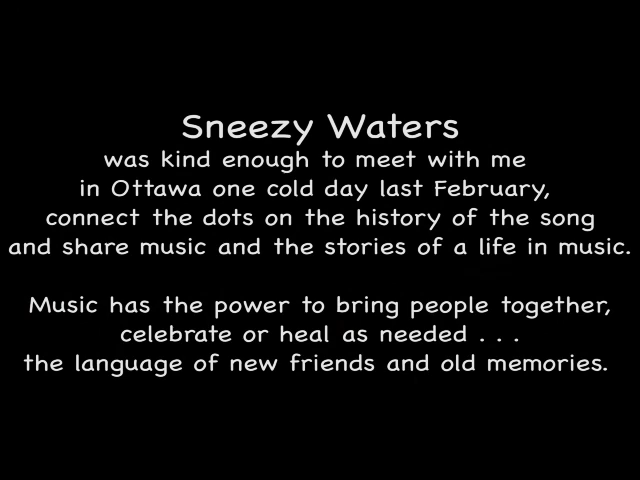 Sneezy Waters
was kind enough to meet with me
in Ottawa one cold day last February,
connect the dots on the history of the song
and share music and the stories of a life in music.
Music has the power to bring people together,
celebrate or heal as needed . . .
the language of new friends and old memories.